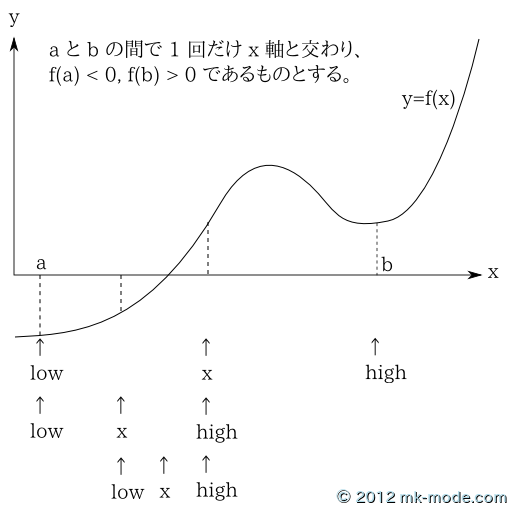 y
a と b の間で 1 回だけ x 軸と交わり、
f(a) < 0, f(b) > 0 であるものとする。
y=f(x)
a
b
x
low x high
low x high
low x high
© 2012 mk-mode.com